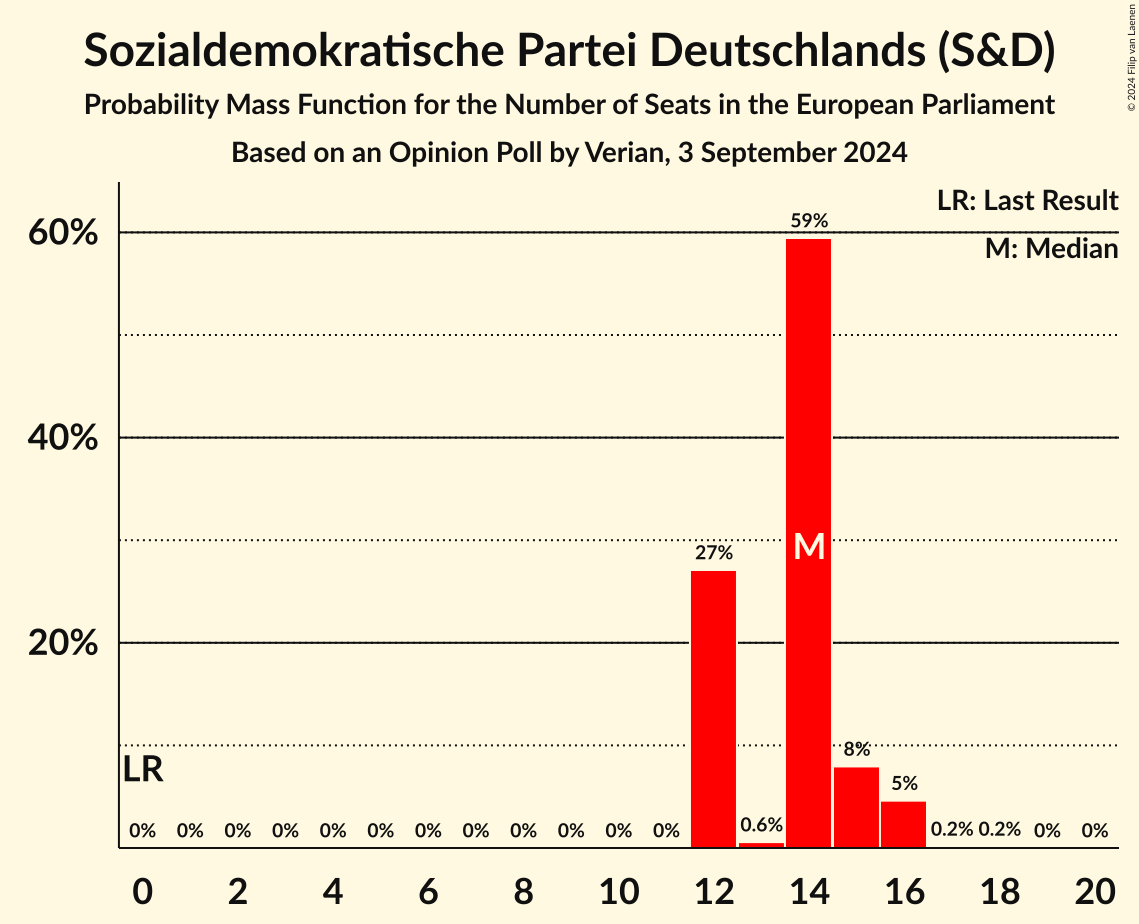 Sozialdemokratische Partei Deutschlands (S&D)
Probability Mass Function for the Number of Seats in the European Parliament
Based on an Opinion Poll by Verian, 3 September 2024
© 2024 Filip van Laenen
LR: Last Result
M: Median
60%
40%
20%
59%
27%
M
8%
5%
LR
0% 0% 0% 0% 0% 0% 0% 0% 0% 0% 0% 0% 0.6% 0.2% 0.2% 0% 0%
0 2 4 6 8 10 12 14 16 18 20